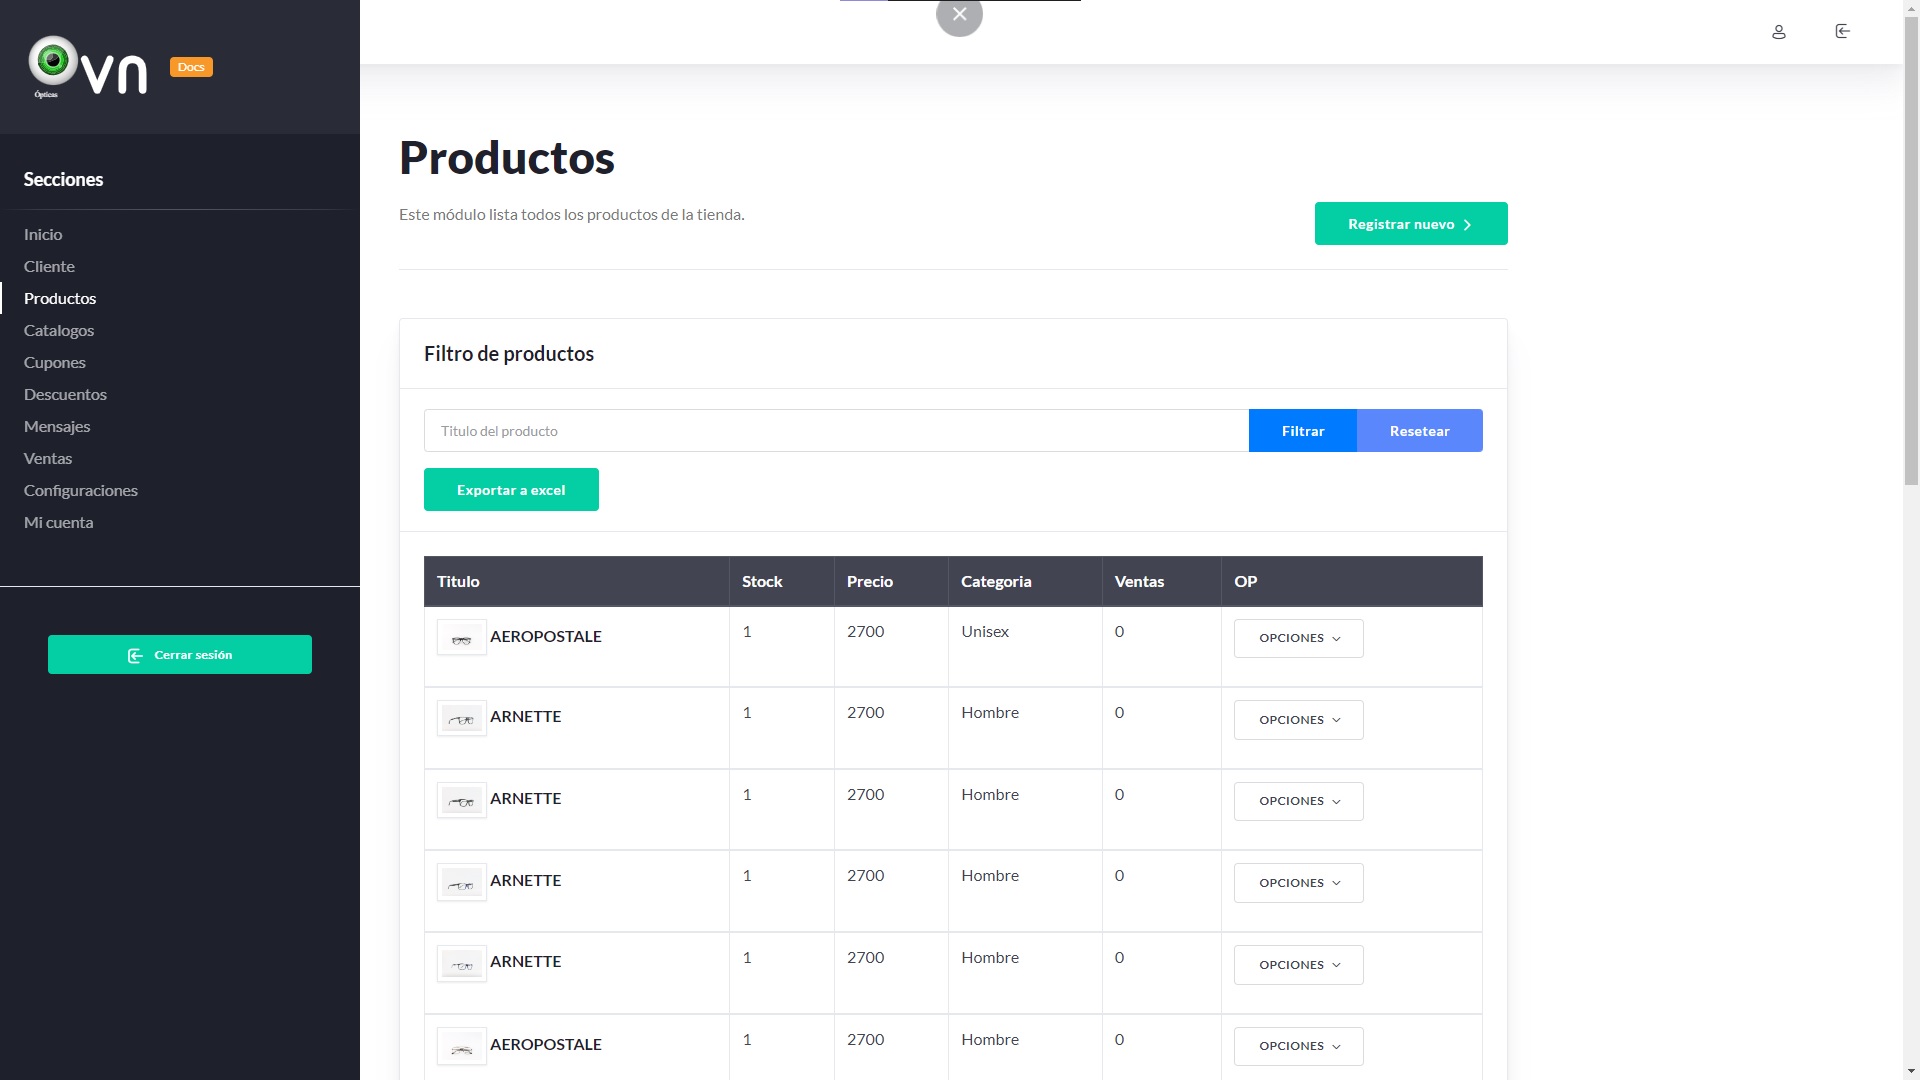 vn
Ópticas
Docs
Secciones
Inicio
Cliente
Productos
Catalogos
Cupones
Descuentos
Mensajes
Ventas
Configuraciones
Mi cuenta
Cerrar sesión
Productos
Este módulo lista todos los productos de la tienda.
Registrar nuevo
Filtro de productos
Titulo del producto
Filtrar
Resetear
Exportar a excel
Titulo Stock Precio Categoria Ventas OP
AEROPOSTALE 1 2700 Unisex 0 OPCIONES
ARNETTE 1 2700 Hombre 0 OPCIONES
ARNETTE 1 2700 Hombre 0 OPCIONES
ARNETTE 1 2700 Hombre 0 OPCIONES
ARNETTE 1 2700 Hombre 0 OPCIONES
AEROPOSTALE 1 2700 Hombre 0 OPCIONES